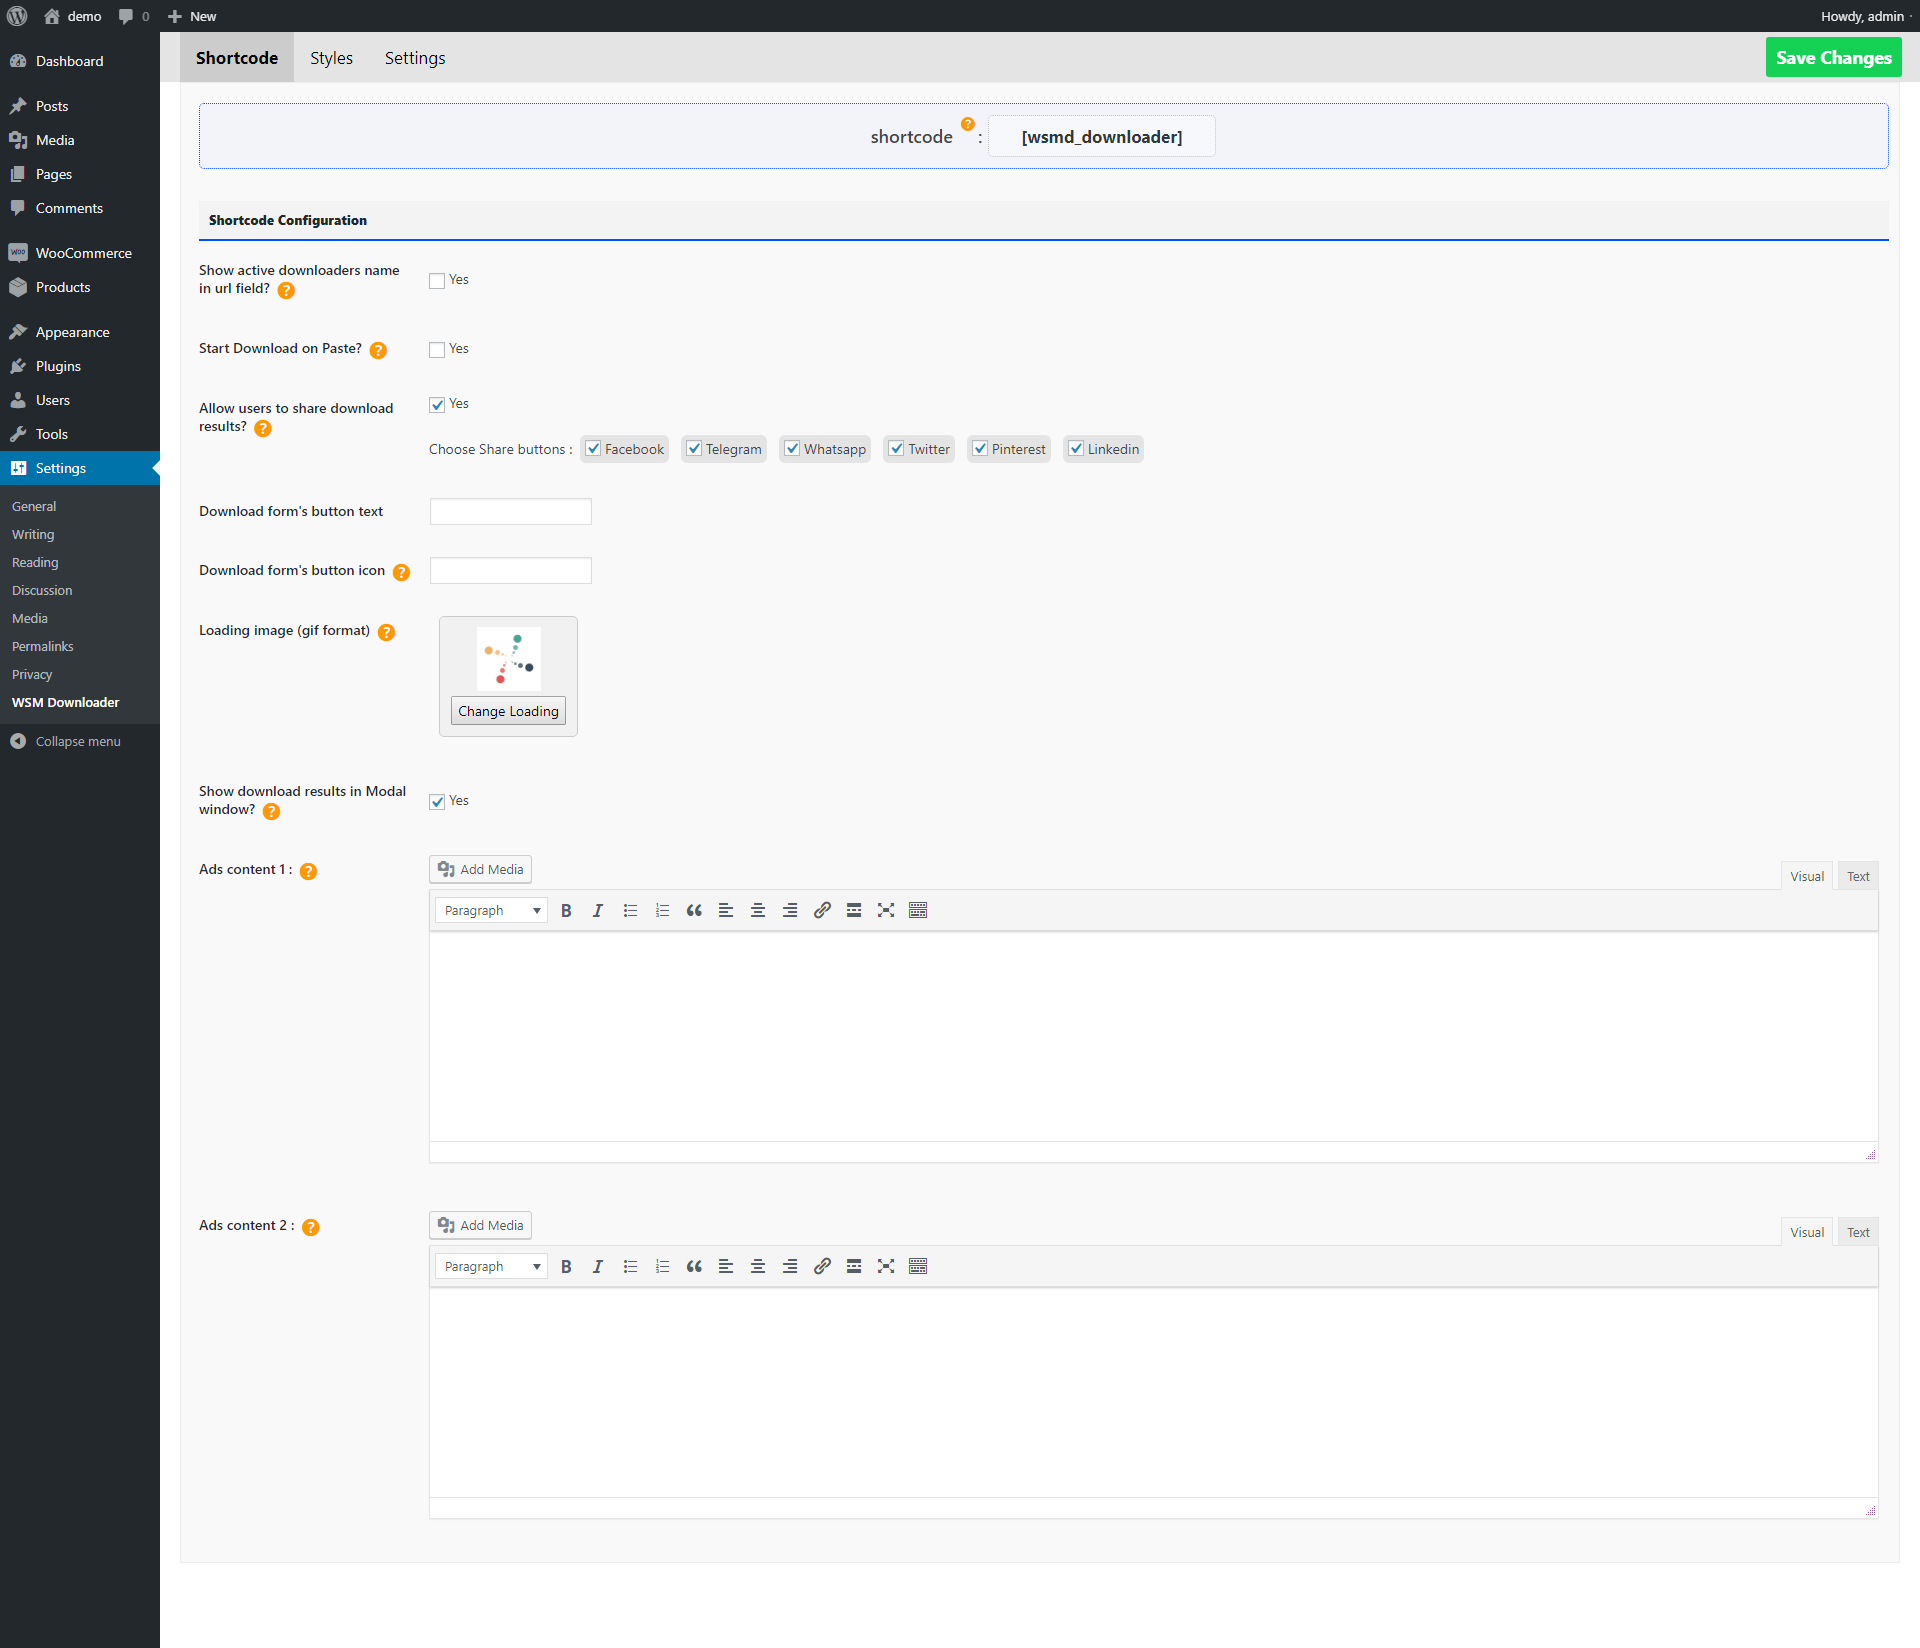 demo 0 New Howdy, admin
Dashboard
Posts
Media
Pages
Comments
WooCommerce
Products
Appearance
Plugins
Users
Tools
Settings
General
Writing
Reading
Discussion
Media
Permalinks
Privacy
WSM Downloader
Collapse menu
Shortcode Styles Settings Save Changes
shortcode ? : [wsmd_downloader]
Shortcode Configuration
Show active downloaders name
in url field? ?
Yes
Start Download on Paste? ? Yes
Allow users to share download
results? ?
Yes
Choose Share buttons : Facebook Telegram Whatsapp Twitter Pinterest Linkedin
Download form's button text
Download form's button icon ?
Loading image (gif format) ?
Change Loading
Show download results in Modal
window? ?
Yes
Ads content 1 : ? Add Media Visual Text
Paragraph B I
Ads content 2 : ? Add Media Visual Text
Paragraph B I